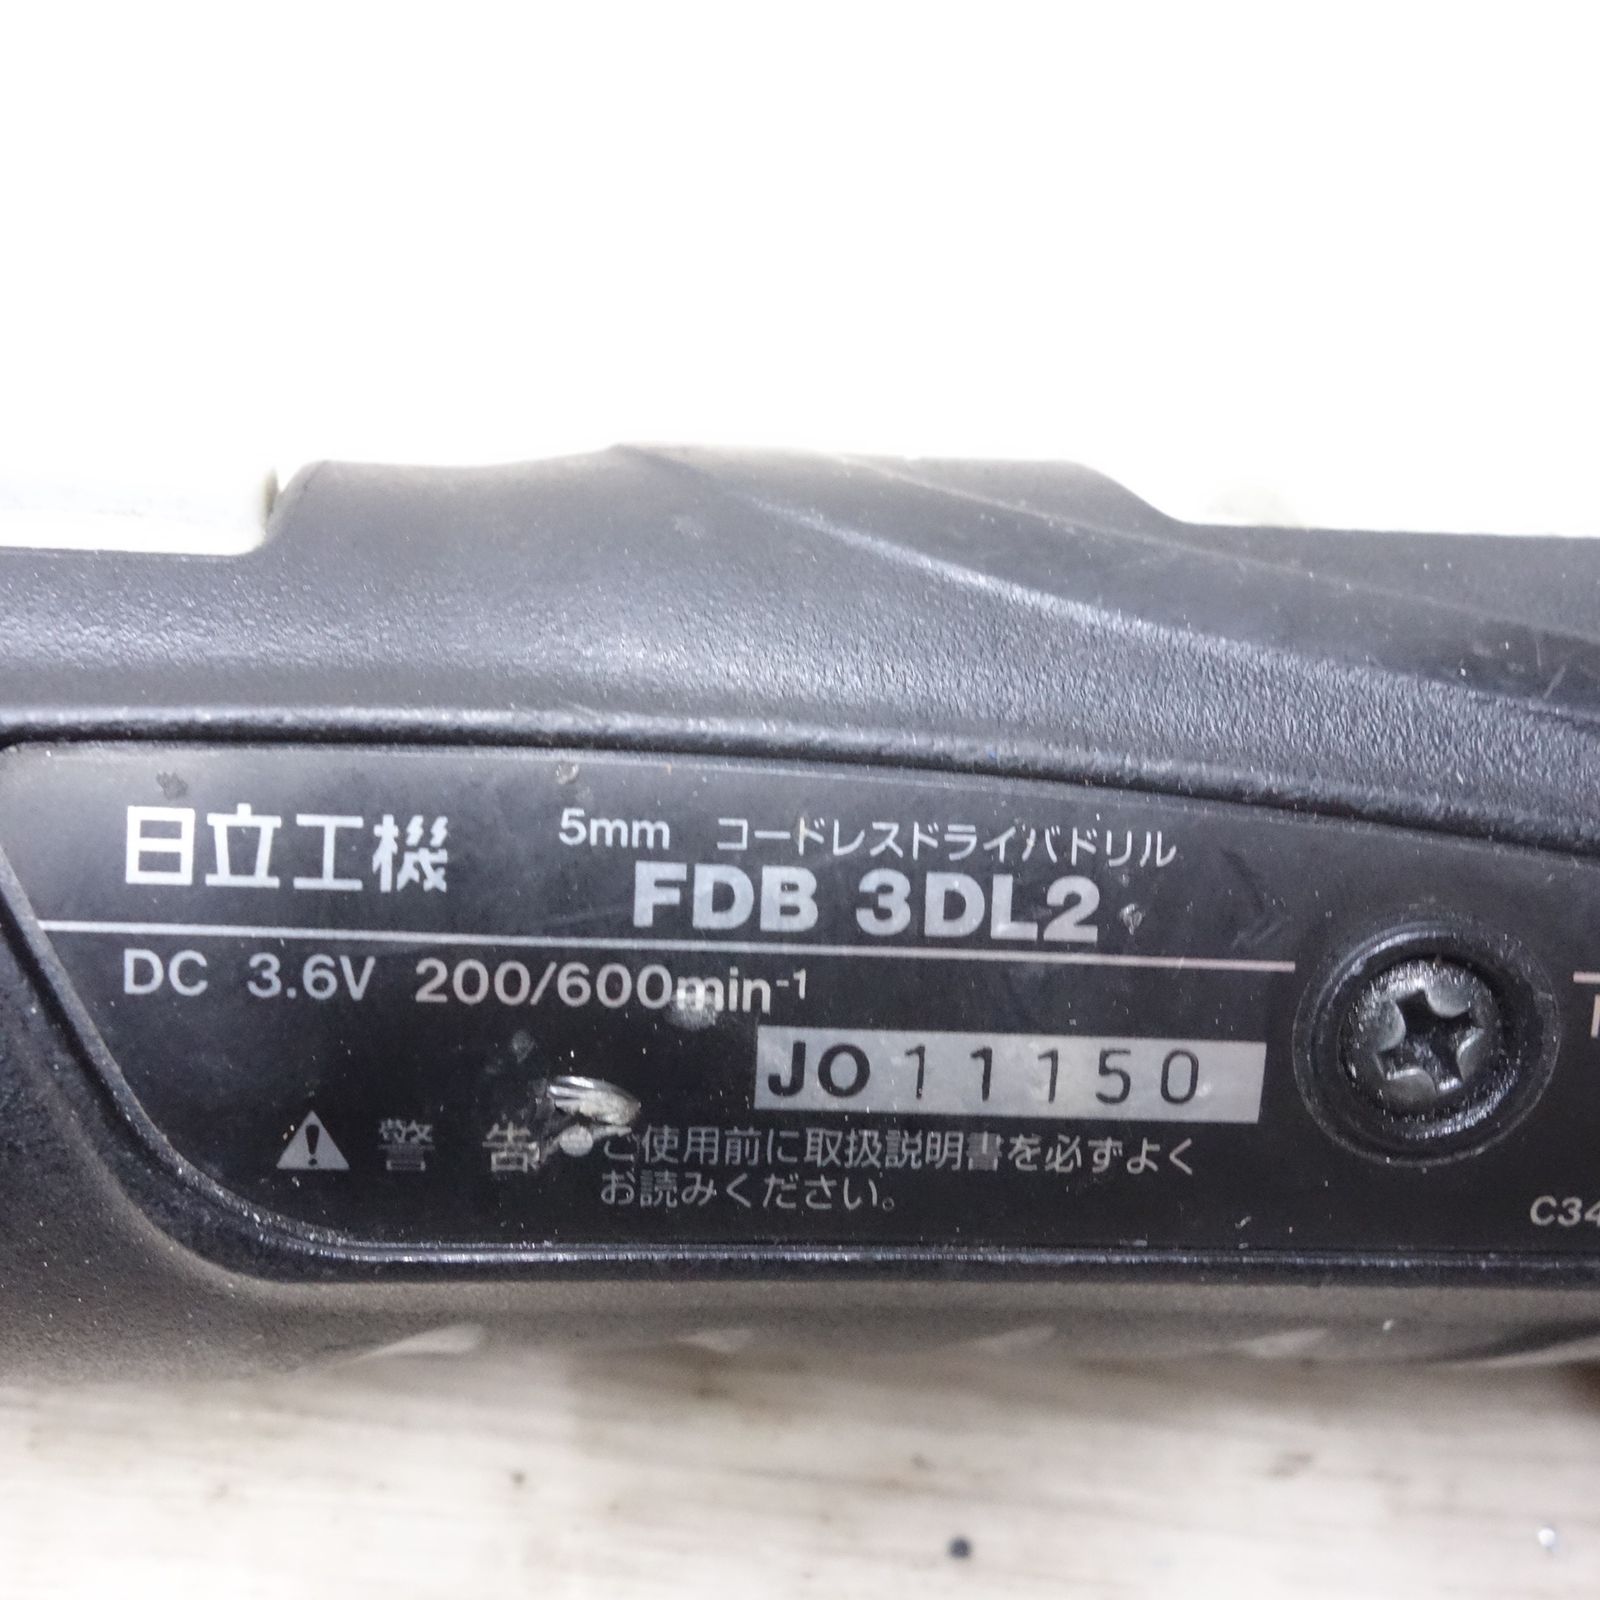 日立工機
5mm コードレスドライバドリル
FDB 3DL2
DC 3.6V 200/600min-1
JO11150
警告●ご使用前に取扱説明書を必ずよく
お読みください。
C34